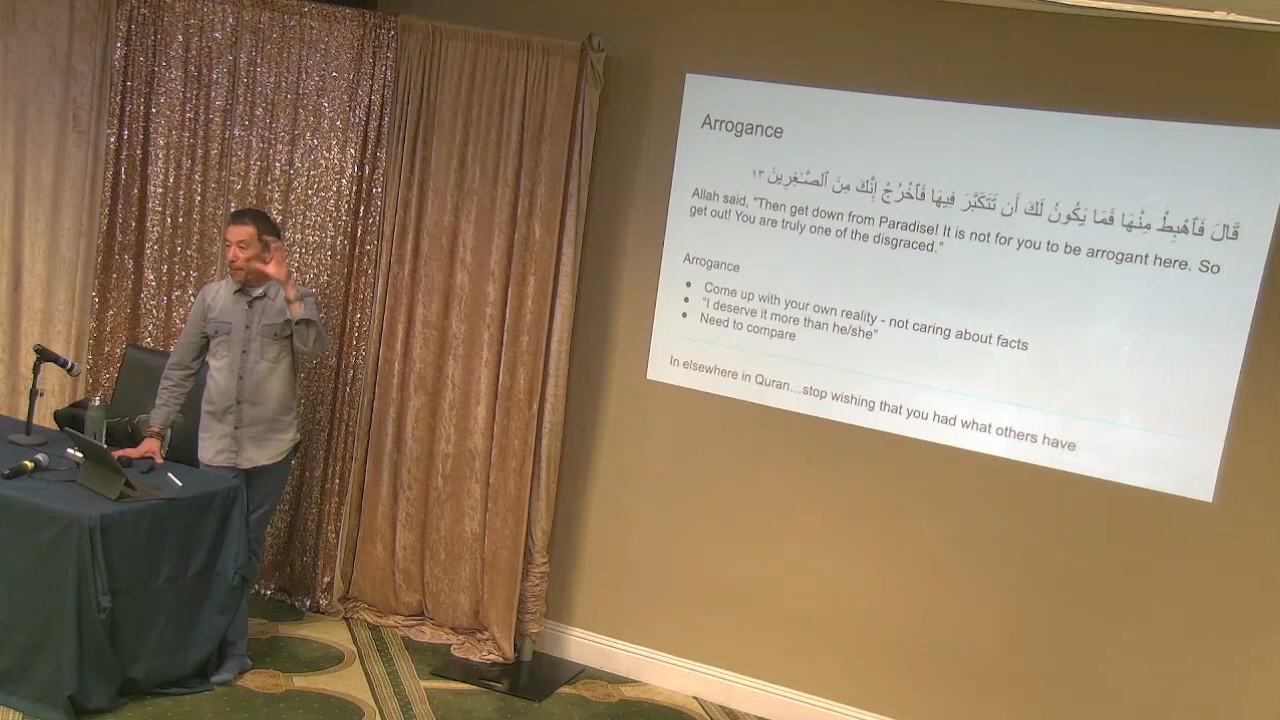 Arrogance
قَالَ فَٱهْبِطْ مِنْهَا فَمَا يَكُونُ لَكَ أَن تَتَكَبَّرَ فِيهَا فَٱخْرُجْ إِنَّكَ مِنَ ٱلصَّـٰغِرِينَ ١٣
Allah said, "Then get down from Paradise! It is not for you to be arrogant here. So
get out! You are truly one of the disgraced."
Arrogance
● Come up with your own reality - not caring about facts
● "I deserve it more than he/she"
● Need to compare
In elsewhere in Quran...stop wishing that you had what others have